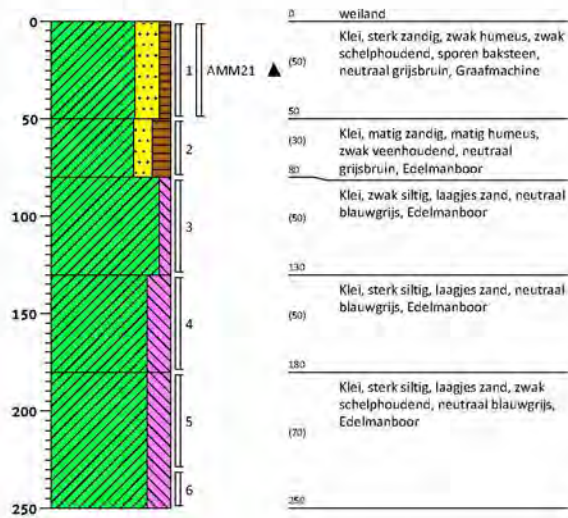 0
50
100
150
200
250
1
AMM21
2
3
4
5
6
0 weiland
Klei, sterk zandig, zwak humeus, zwak
schelphoudend, sporen baksteen,
neutraal grijsbruin, Graafmachine
(50)
50
Klei, matig zandig, matig humeus,
zwak veenhoudend, neutraal
grijsbruin, Edelmanboor
(30)
80
Klei, zwak siltig, laagjes zand, neutraal
blauwgrijs, Edelmanboor
(50)
130
Klei, sterk siltig, laagjes zand, neutraal
blauwgrijs, Edelmanboor
(50)
180
Klei, sterk siltig, laagjes zand, zwak
schelphoudend, neutraal blauwgrijs,
Edelmanboor
(70)
250